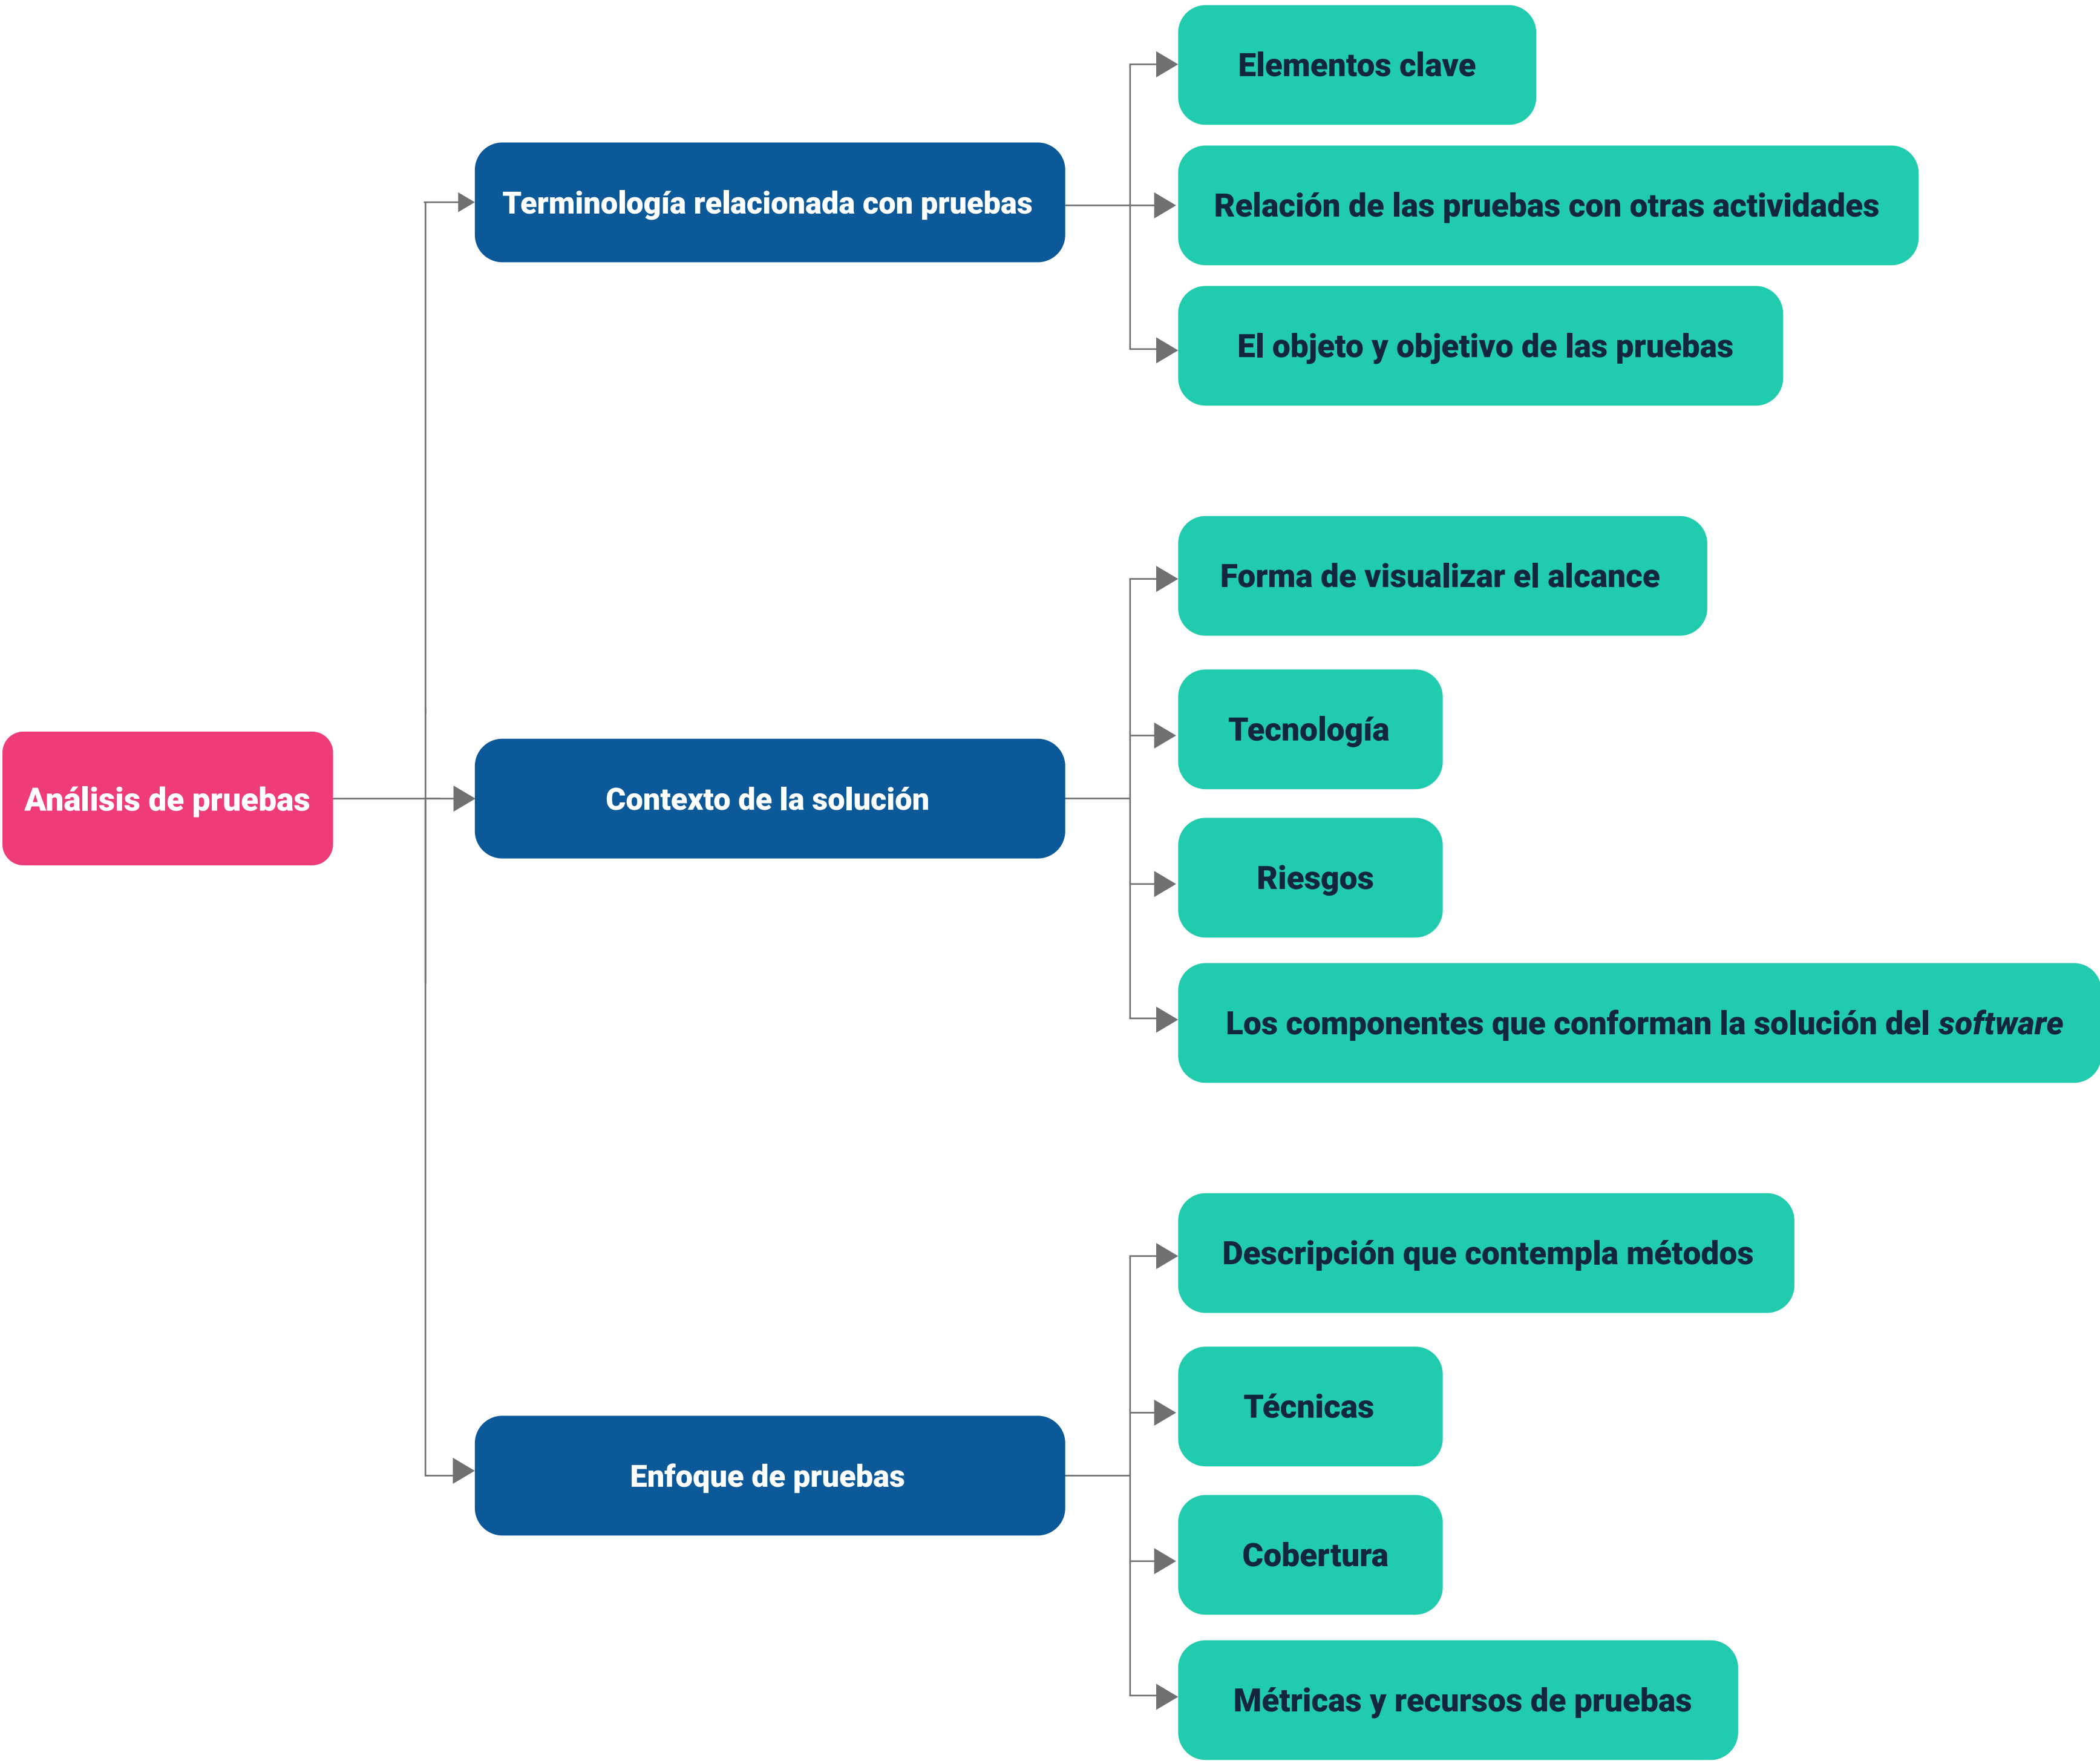 Análisis de pruebas
Terminología relacionada con pruebas
Elementos clave
Relación de las pruebas con otras actividades
El objeto y objetivo de las pruebas
Contexto de la solución
Forma de visualizar el alcance
Tecnología
Riesgos
Los componentes que conforman la solución del software
Enfoque de pruebas
Descripción que contempla métodos
Técnicas
Cobertura
Métricas y recursos de pruebas